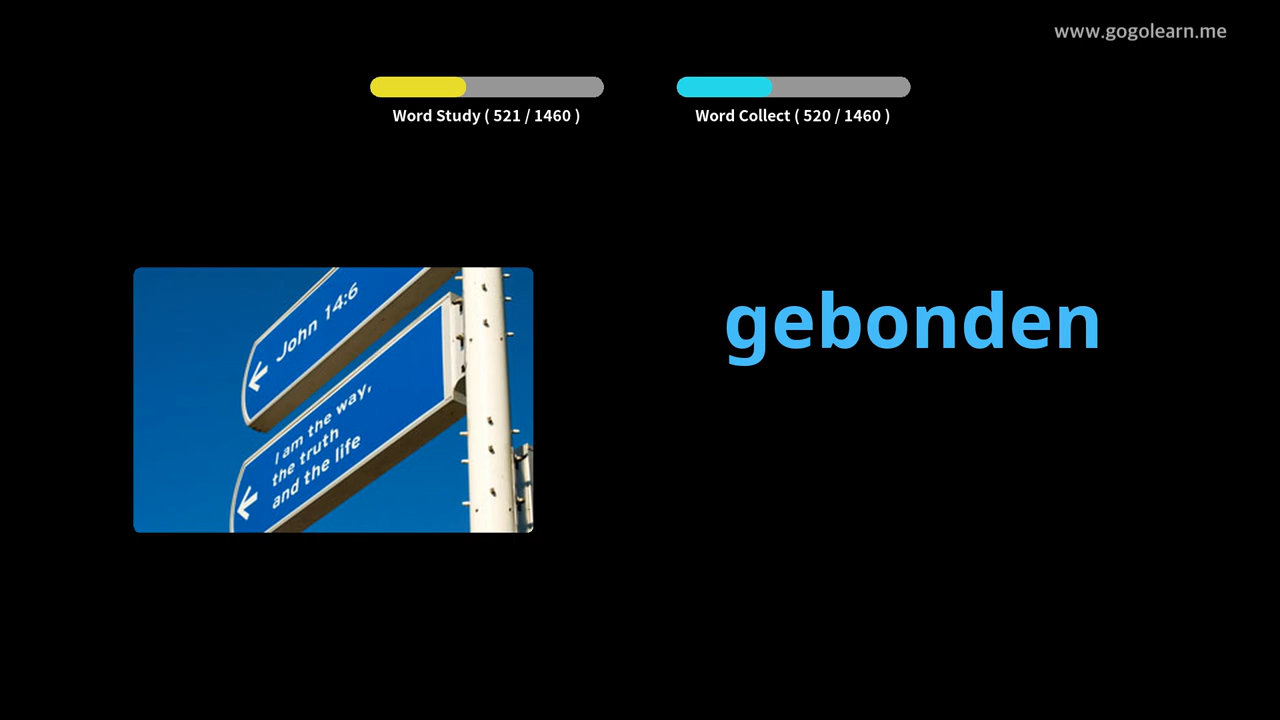 www.gogolearn.me
Word Study ( 521 / 1460 )
Word Collect ( 520 / 1460 )
John 14:6
I am the way,
the truth
and the life
gebonden